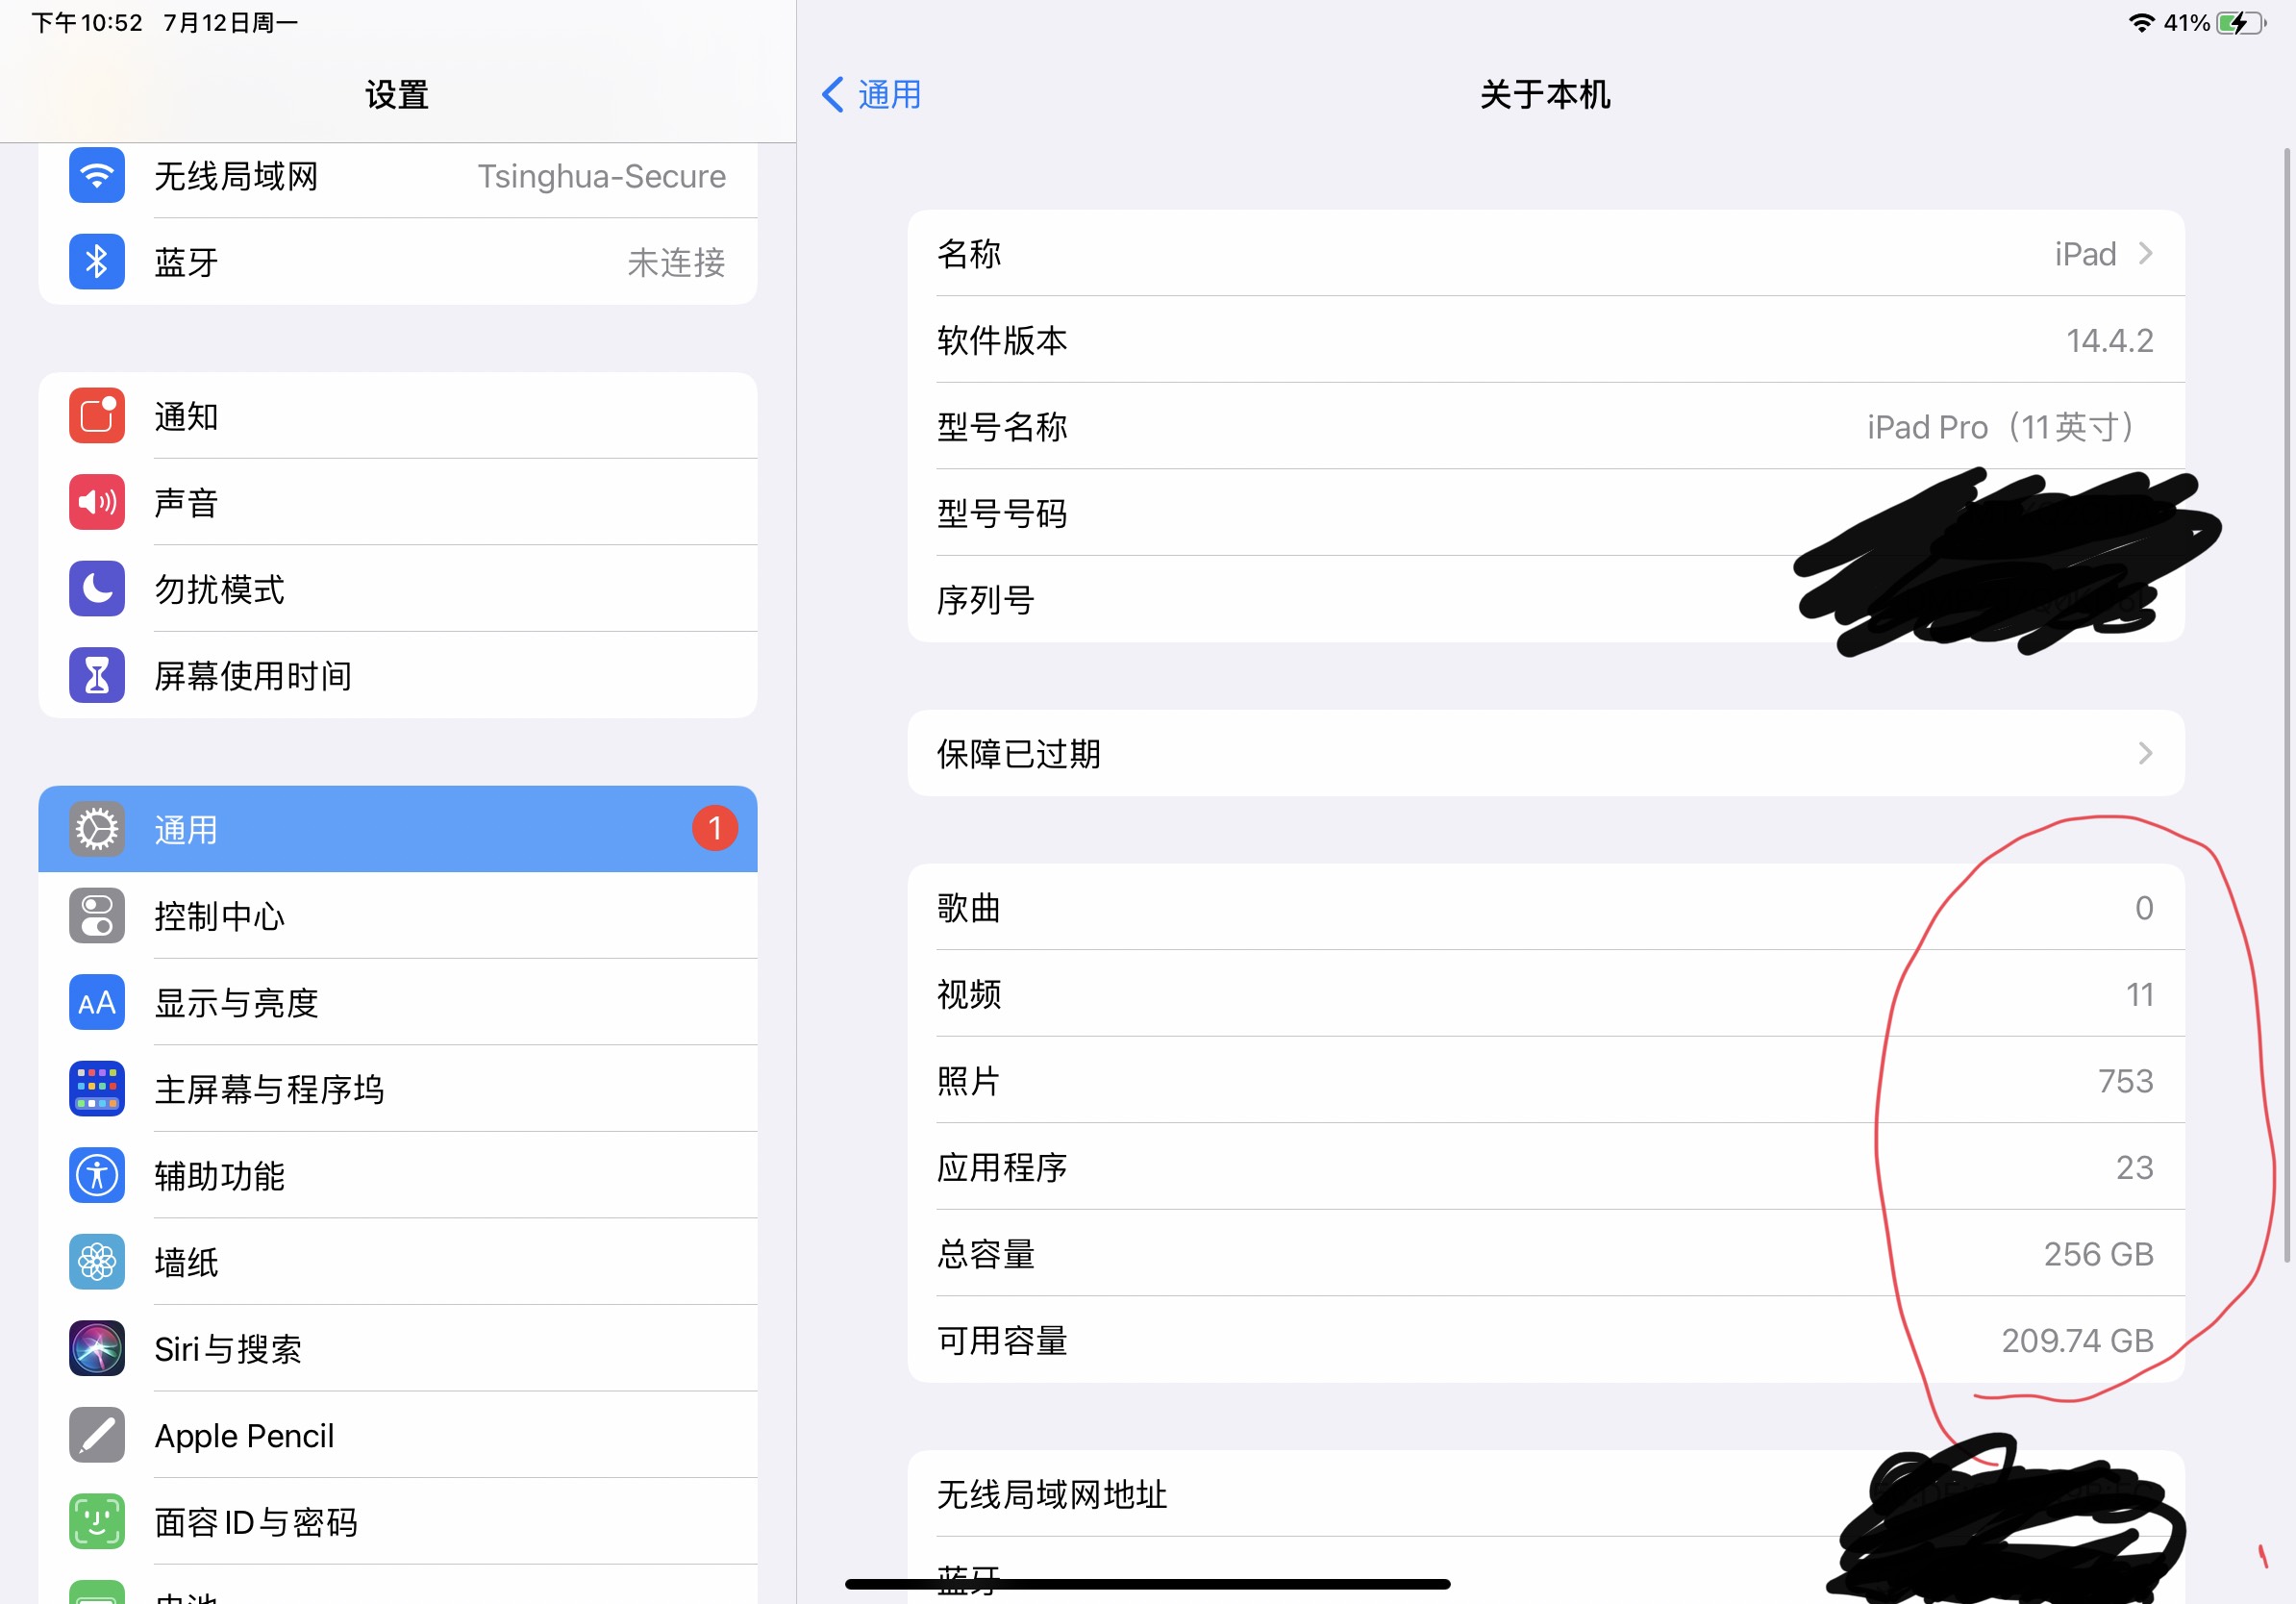 下午10:52 7月12日周一
41%
设置
无线局域网 Tsinghua-Secure
蓝牙 未连接
通知
声音
勿扰模式
屏幕使用时间
通用 1
控制中心
AA 显示与亮度
主屏幕与程序坞
辅助功能
墙纸
Siri与搜索
Apple Pencil
面容ID与密码
电池
通用
关于本机
名称 iPad
软件版本 14.4.2
型号名称 iPad Pro（11英寸）
型号号码
序列号
保障已过期
歌曲 0
视频 11
照片 753
应用程序 23
总容量 256 GB
可用容量 209.74 GB
无线局域网地址
蓝牙